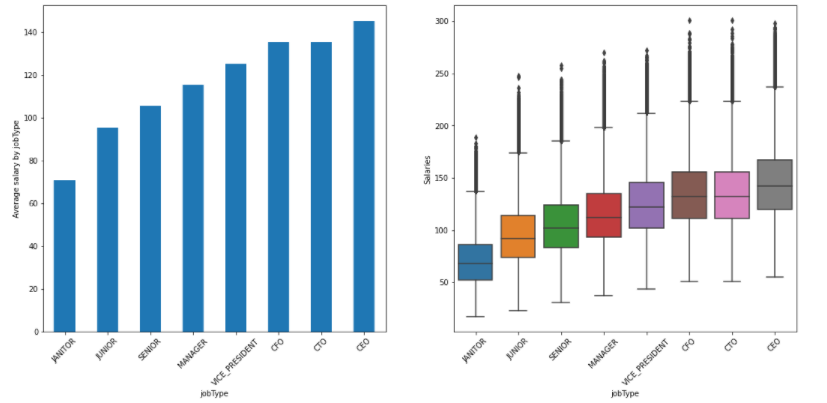 Average salary by jobType
140
120
100
80
60
40
20
0
JANITOR
JUNIOR
SENIOR
MANAGER
VICE_PRESIDENT
CFO
CTO
CEO
jobType
Salaries
300
250
200
150
100
50
JANITOR
JUNIOR
SENIOR
MANAGER
VICE_PRESIDENT
CFO
CTO
CEO
jobType